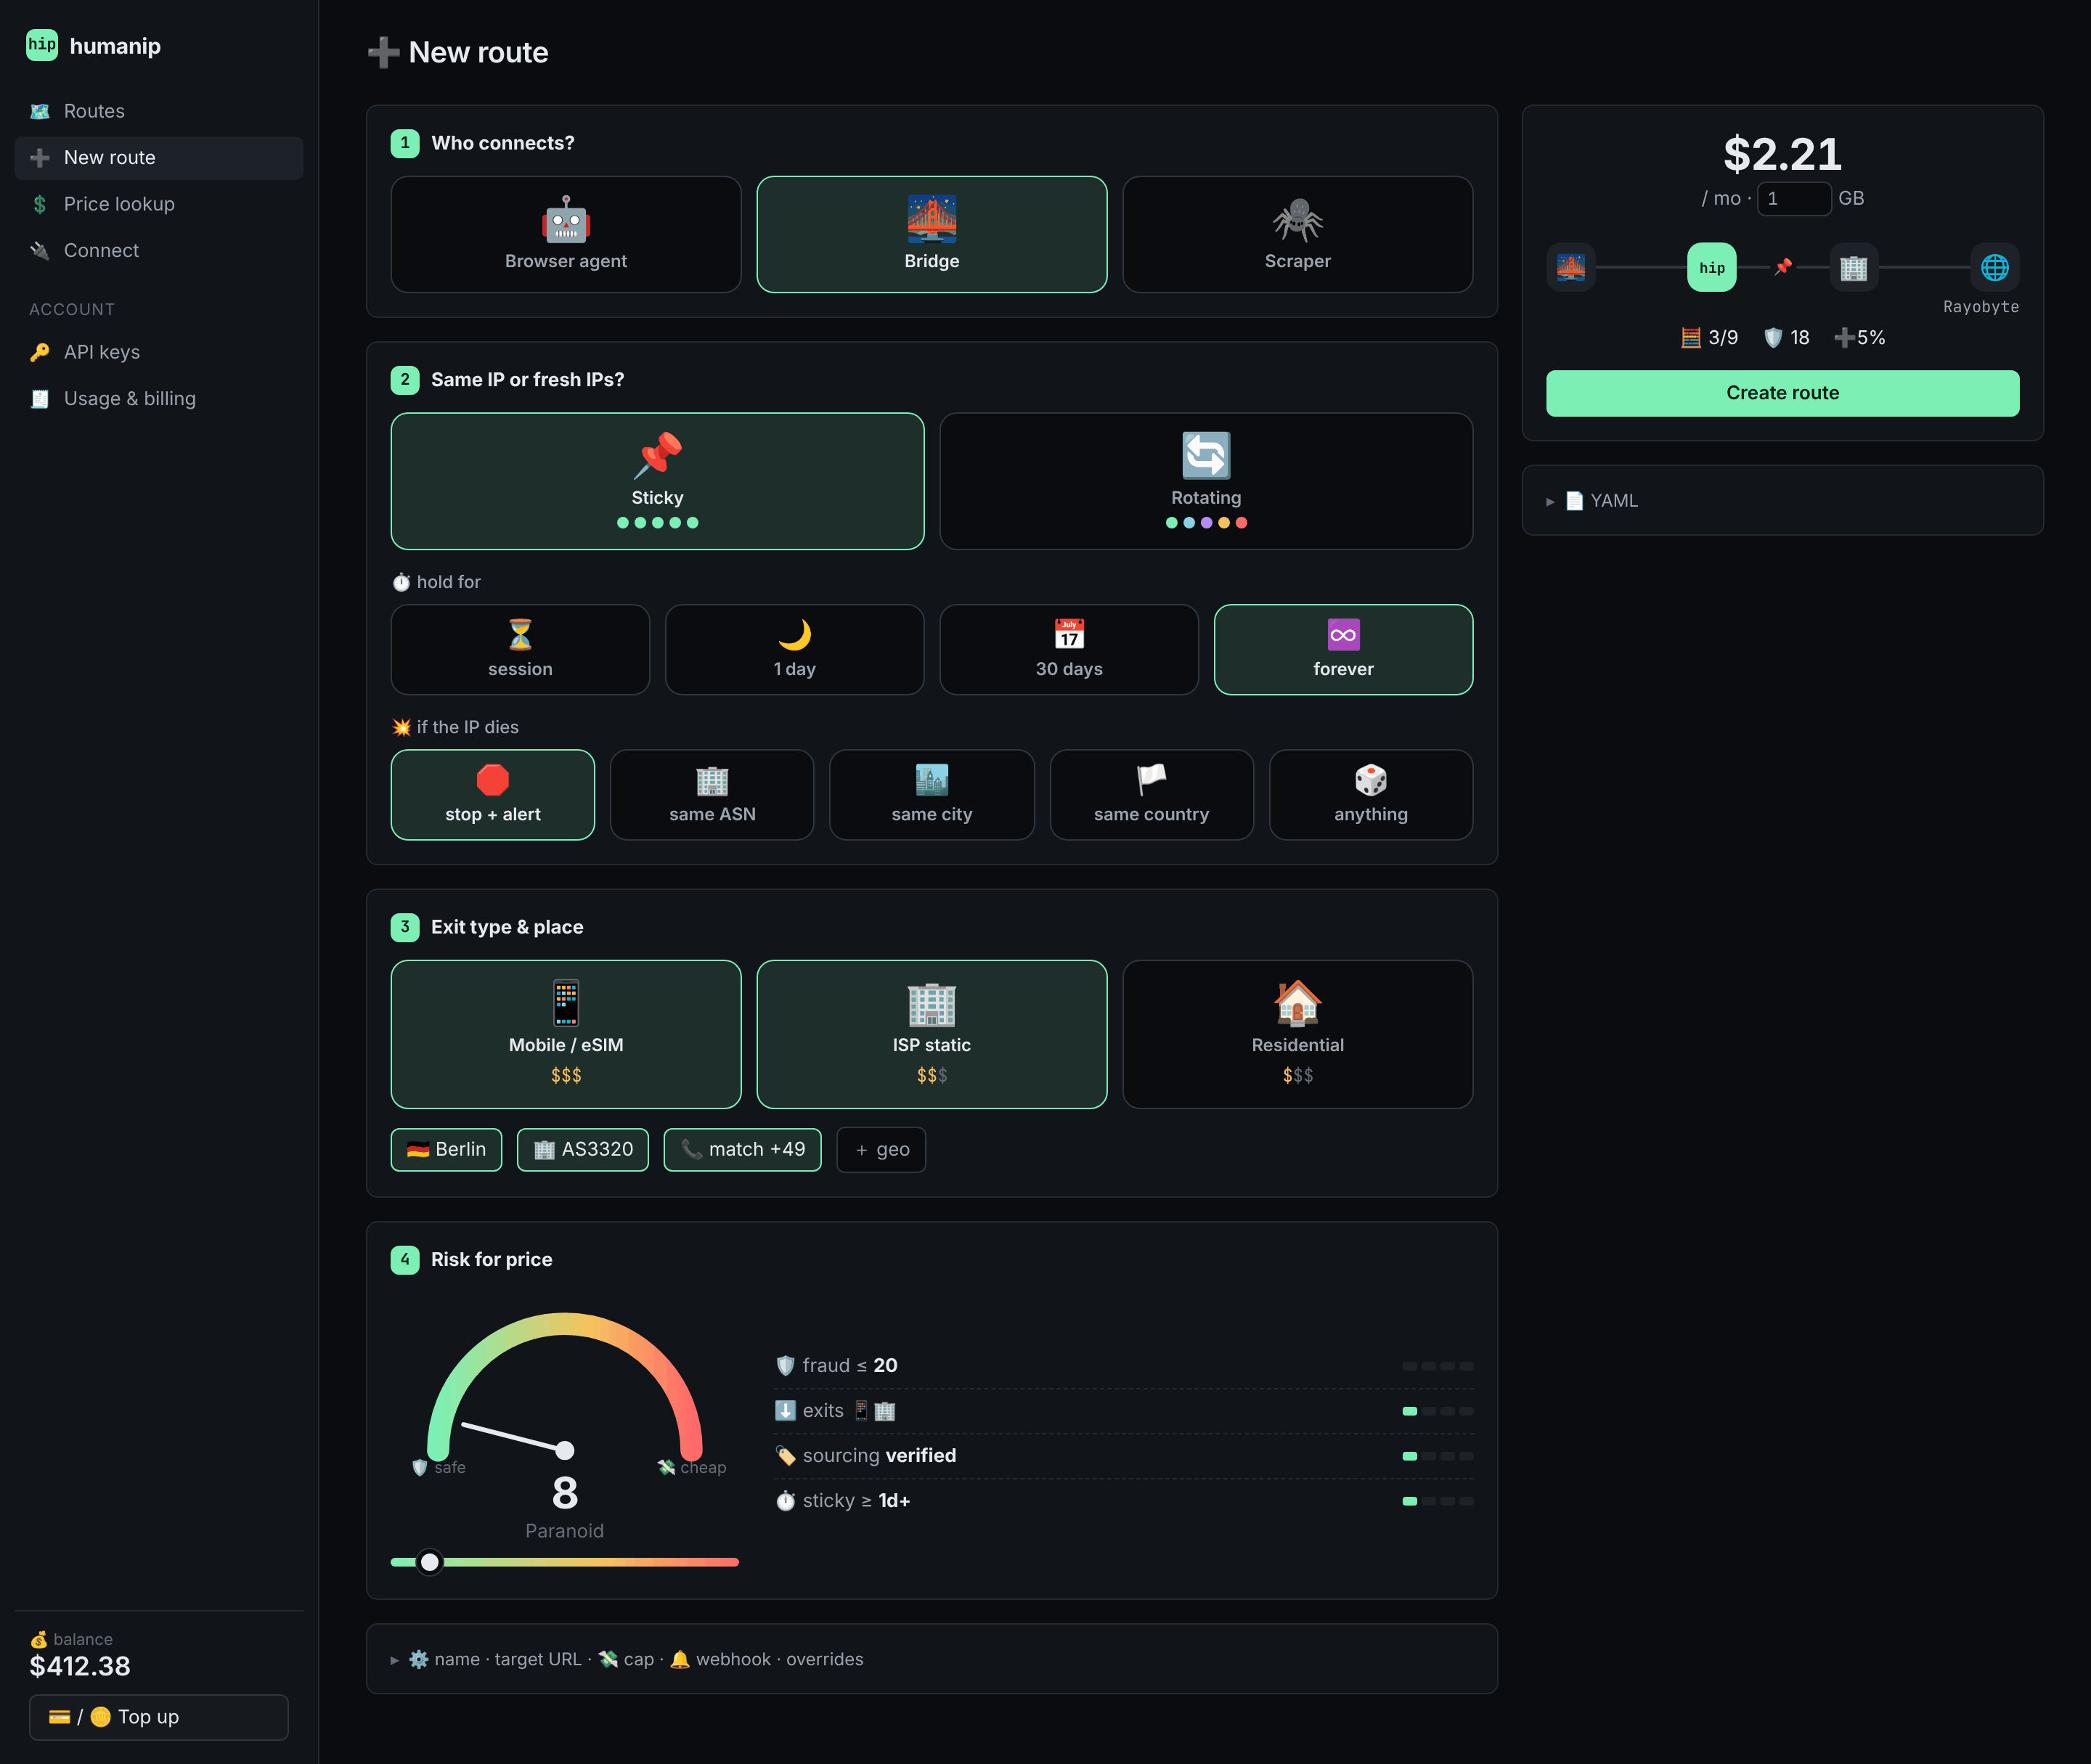 hip humanip
Routes
New route
Price lookup
Connect
ACCOUNT
API keys
Usage & billing
balance
$412.38
/ Top up
New route
1 Who connects?
Browser agent
Bridge
Scraper
2 Same IP or fresh IPs?
Sticky
Rotating
hold for
session
1 day
July
17
30 days
forever
if the IP dies
stop + alert
same ASN
same city
same country
anything
3 Exit type & place
Mobile / eSIM
$$$
ISP static
$$$
Residential
$$$
Berlin
AS3320
match +49
+ geo
4 Risk for price
safe
cheap
8
Paranoid
fraud ≤ 20
exits
sourcing verified
sticky ≥ 1d+
▸ name · target URL · cap · webhook · overrides
$2.21
/ mo · 1 GB
hip
Rayobyte
3/9 18 ➕5%
Create route
▸ YAML